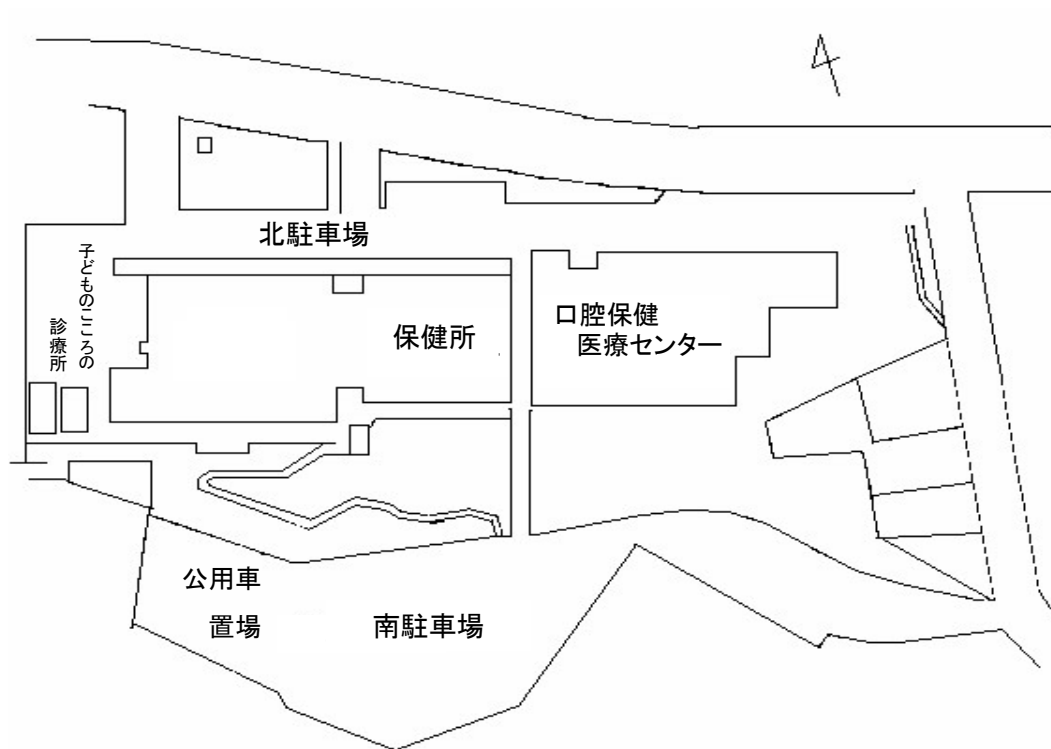 北駐車場
子どものこころの
診療所
保健所
口腔保健
医療センター
公用車
置場
南駐車場